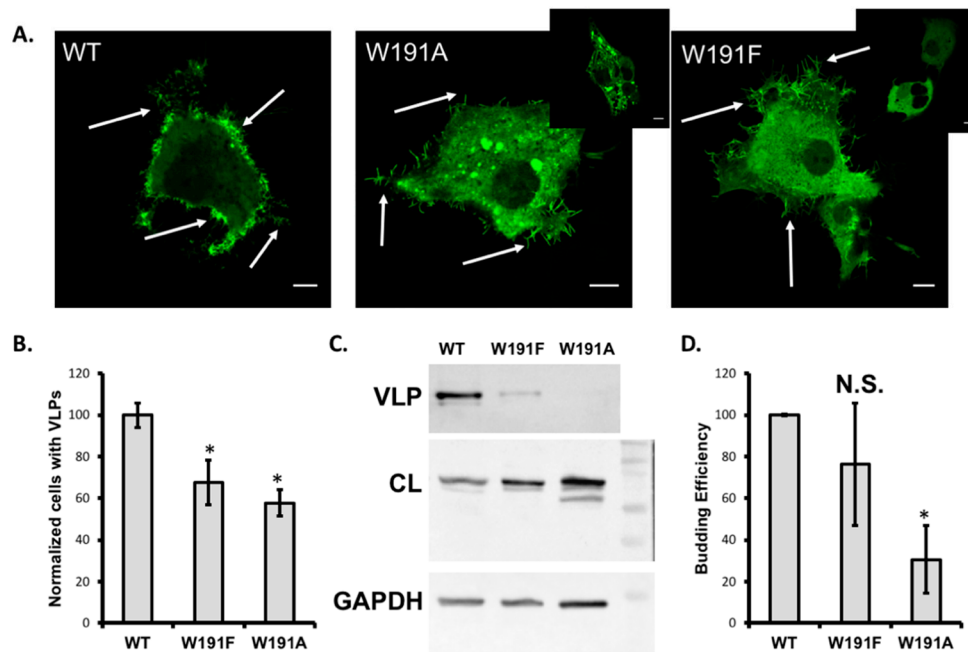 A.
WT
W191A
W191F
B.
Normalized cells with VLPs
120
100
80
60
40
20
0
*
*
WT W191F W191A
C.
WT W191F W191A
VLP
CL
GAPDH
D.
Budding Efficiency
120
100
80
60
40
20
0
N.S.
*
WT W191F W191A